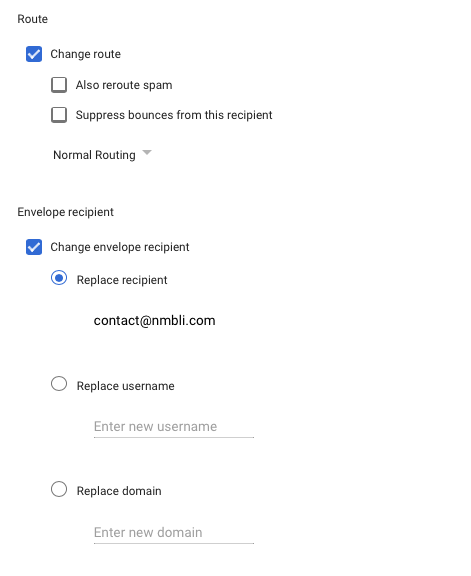 Route
Change route
Also reroute spam
Suppress bounces from this recipient
Normal Routing
Envelope recipient
Change envelope recipient
Replace recipient
contact@nmbli.com
Replace username
Enter new username
Replace domain
Enter new domain